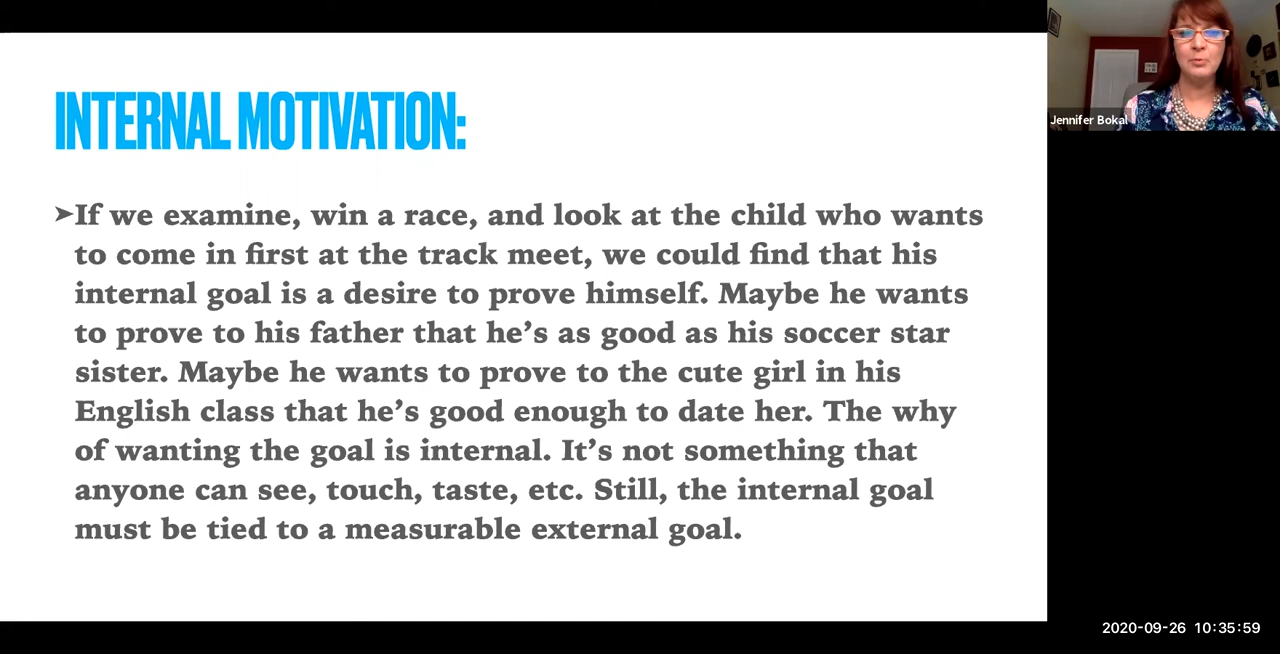 INTERNAL MOTIVATION:
➤If we examine, win a race, and look at the child who wants
to come in first at the track meet, we could find that his
internal goal is a desire to prove himself. Maybe he wants
to prove to his father that he’s as good as his soccer star
sister. Maybe he wants to prove to the cute girl in his
English class that he’s good enough to date her. The why
of wanting the goal is internal. It’s not something that
anyone can see, touch, taste, etc. Still, the internal goal
must be tied to a measurable external goal.
Jennifer Bokal
2020-09-26 10:35:59